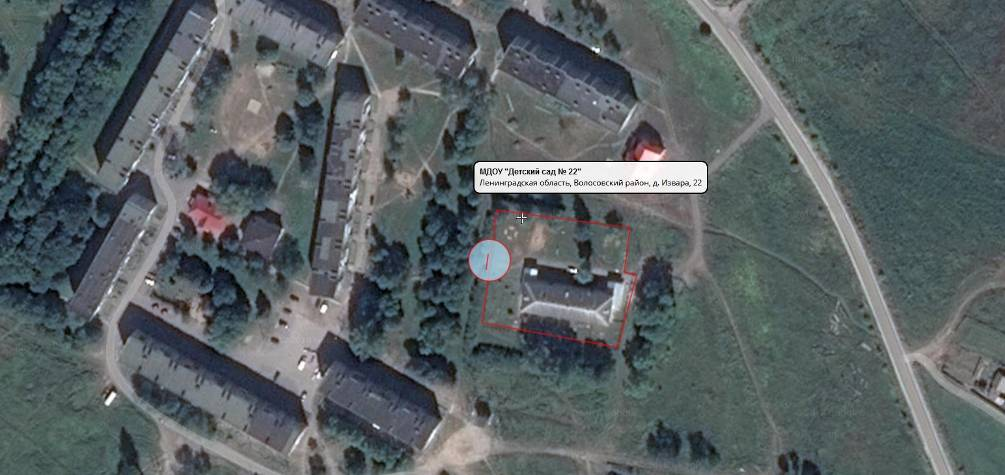 МДОУ "Детский сад № 22"
Ленинградская область, Волосовский район, д. Извара, 22